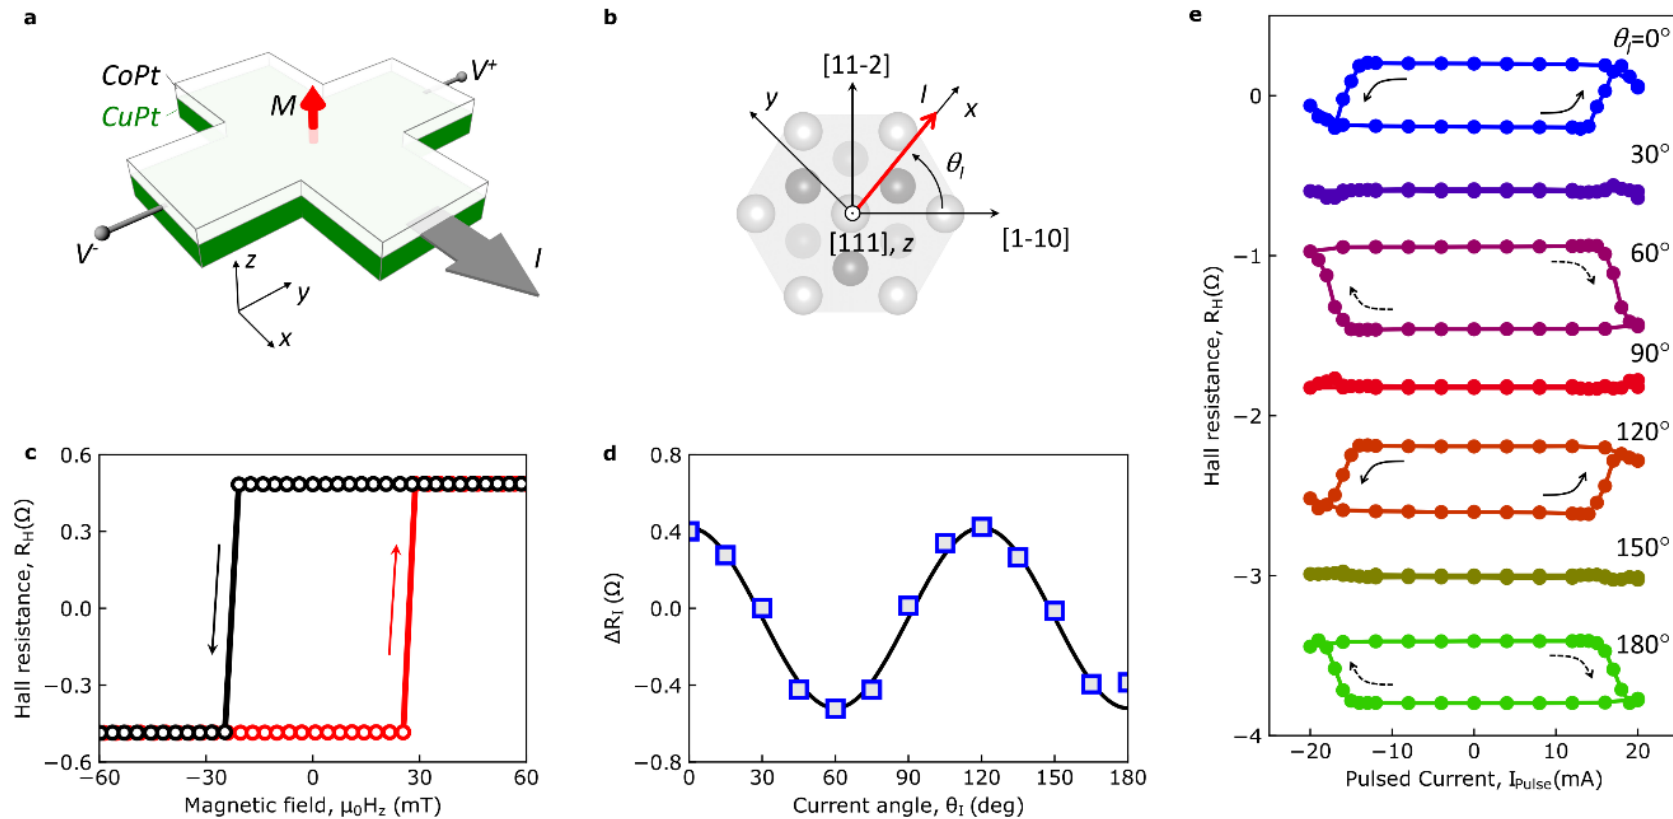 a
CoPt
CuPt
M
V+
V-
I
z
y
x
b
[11-2]
y
I
x
θI
[111], z
[1-10]
c
Hall resistance, RH(Ω)
0.6
0.3
0.0
−0.3
−0.6
−60
−30
0
30
60
Magnetic field, μ0Hz (mT)
d
ΔRI (Ω)
0.8
0.4
0.0
−0.4
−0.8
0
30
60
90
120
150
180
Current angle, θI (deg)
e
Hall resistance, RH(Ω)
0
−1
−2
−3
−4
θI=0°
30°
60°
90°
120°
150°
180°
−20
−10
0
10
20
Pulsed Current, IPulse(mA)